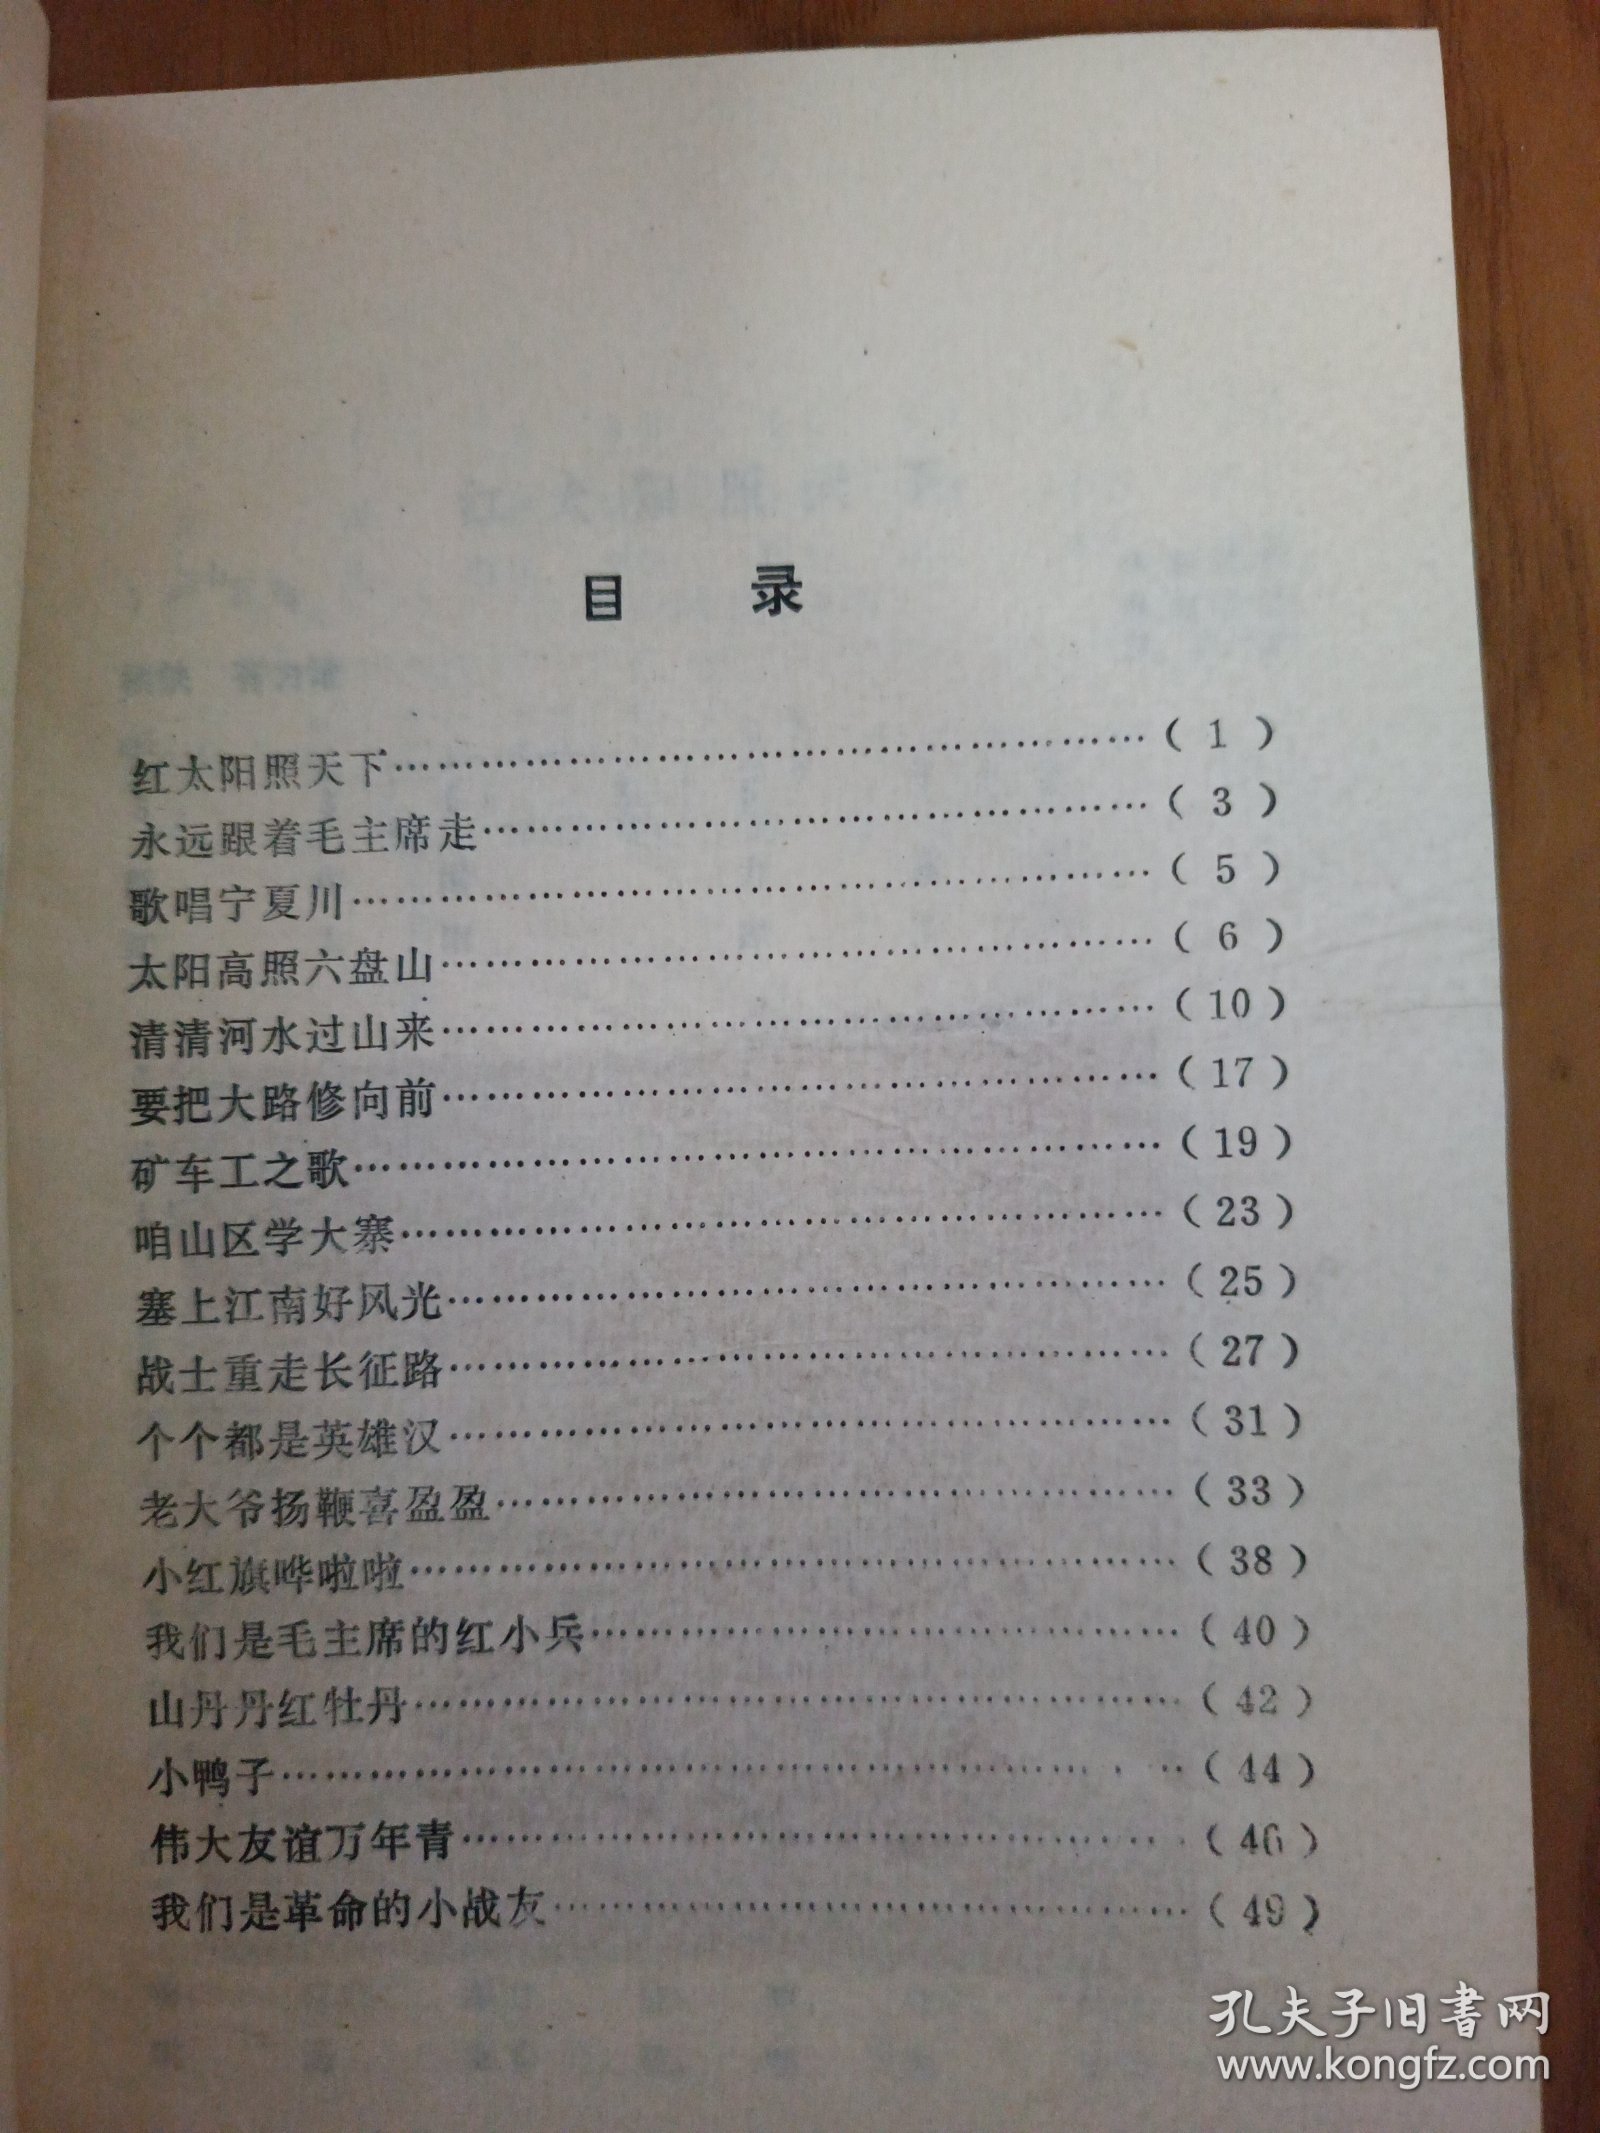 目 录
红太阳照天下……………………………………………（ 1 ）
永远跟着毛主席走………………………………………（ 3 ）
歌唱宁夏川………………………………………………（ 5 ）
太阳高照六盘山…………………………………………（ 6 ）
清清河水过山来…………………………………………（10）
要把大路修向前…………………………………………（17）
矿车工之歌………………………………………………（19）
咱山区学大寨……………………………………………（23）
塞上江南好风光…………………………………………（25）
战士重走长征路…………………………………………（27）
个个都是英雄汉…………………………………………（31）
老大爷扬鞭喜盈盈………………………………………（33）
小红旗哗啦啦……………………………………………（38）
我们是毛主席的红小兵…………………………………（40）
山丹丹红牡丹……………………………………………（42）
小鸭子……………………………………………………（44）
伟大友谊万年青…………………………………………（46）
我们是革命的小战友……………………………………（49）
孔夫子旧书网
www.kongfz.com